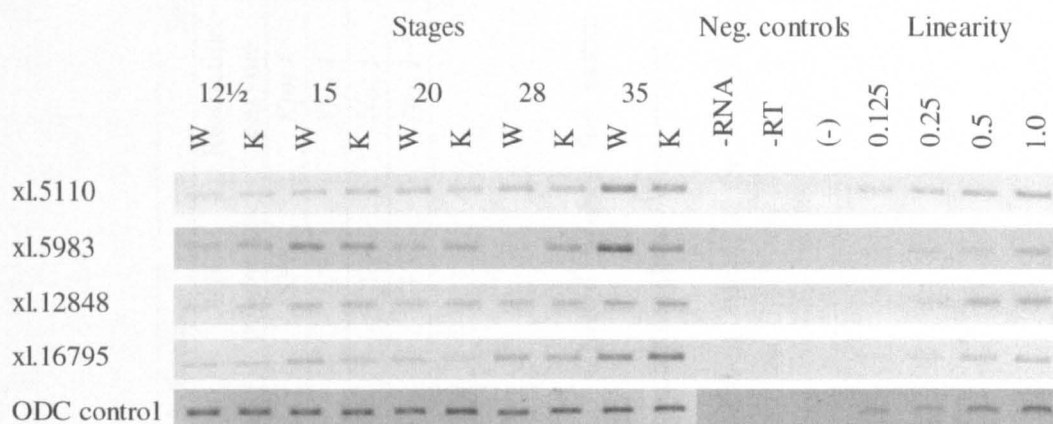 Stages Neg. controls Linearity
12½ 15 20 28 35
W K W K W K W K W K -RNA -RT (-) 0.125 0.25 0.5 1.0
xl.5110
xl.5983
xl.12848
xl.16795
ODC control